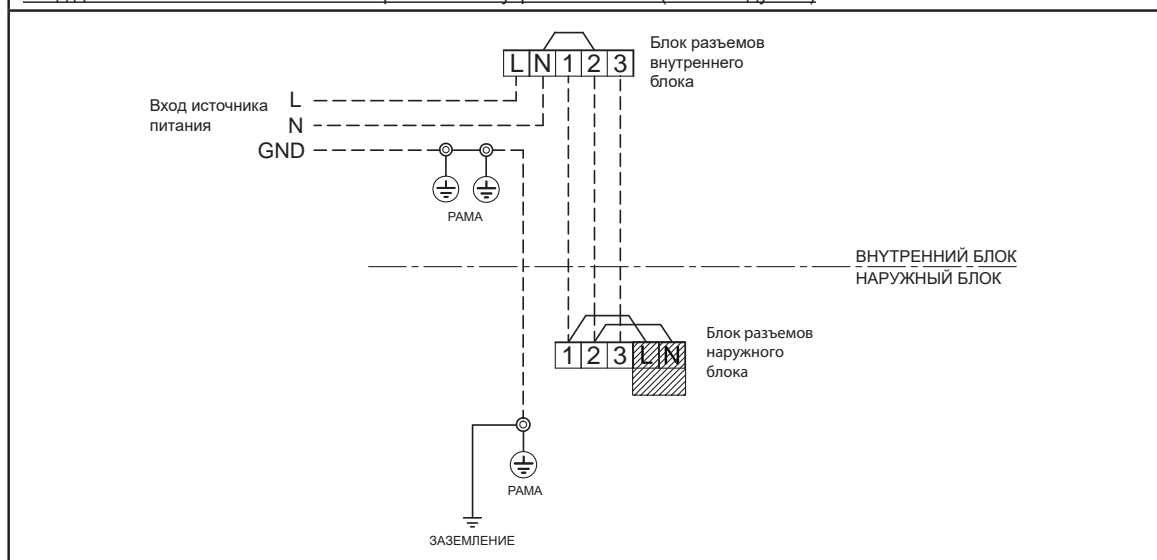 Блок разъемов
внутреннего
блока
L N 1 2 3
Вход источника
питания
L
N
GND
РАМА
ВНУТРЕННИЙ БЛОК
НАРУЖНЫЙ БЛОК
Блок разъемов
наружного
блока
1 2 3 L N
РАМА
ЗАЗЕМЛЕНИЕ